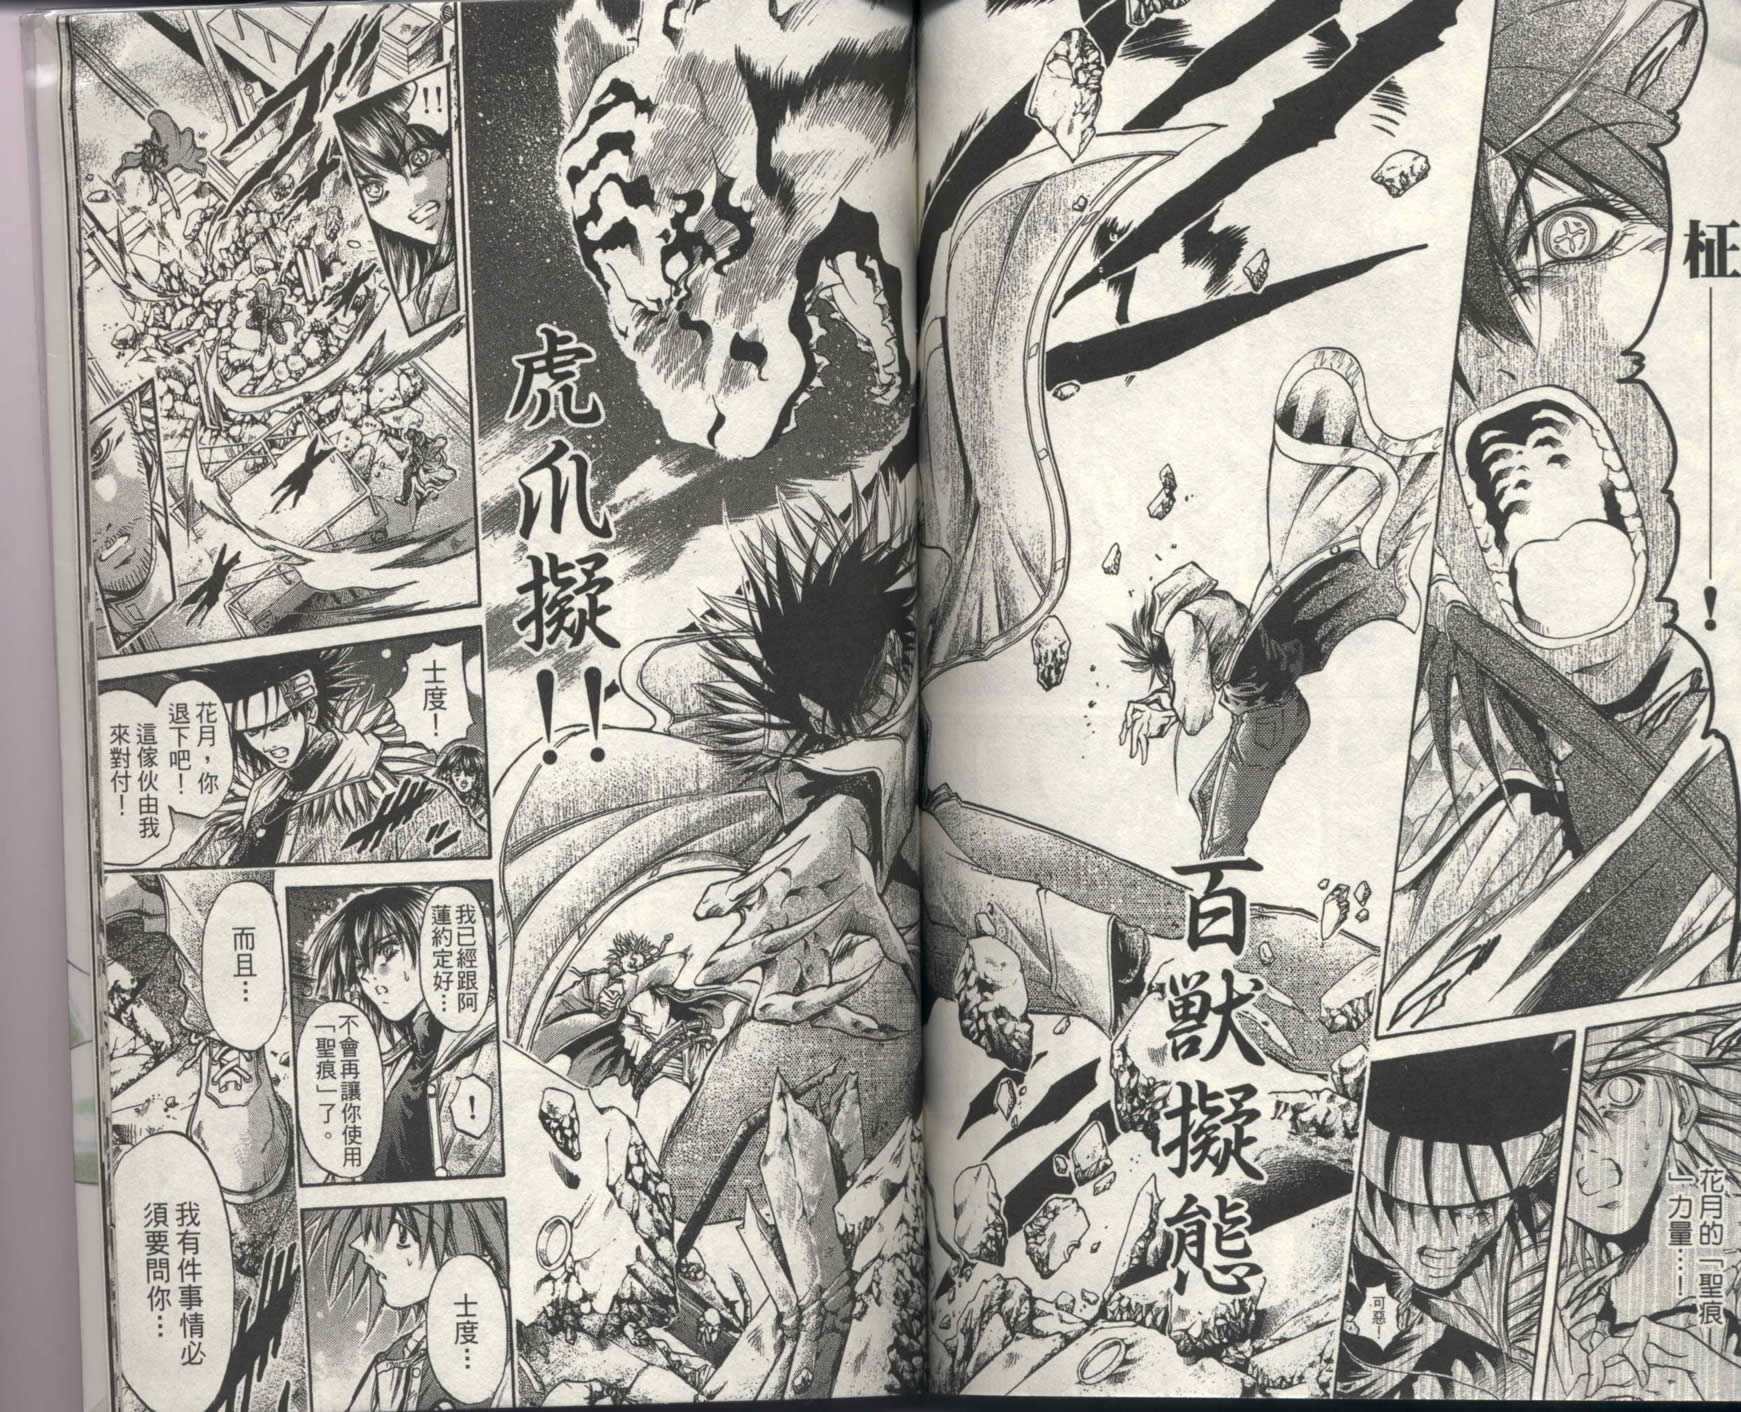 柾——！
花月的「聖痕
」力量…！
可惡！
百獸擬態
虎爪擬!!
!!
士度！
花月，你
退下吧！
這傢伙由我
來對付！
我已經跟阿
蓮約定好…
不會再讓你使用
「聖痕」了。
！
而且…
士度…
我有件事情必
須要問你…